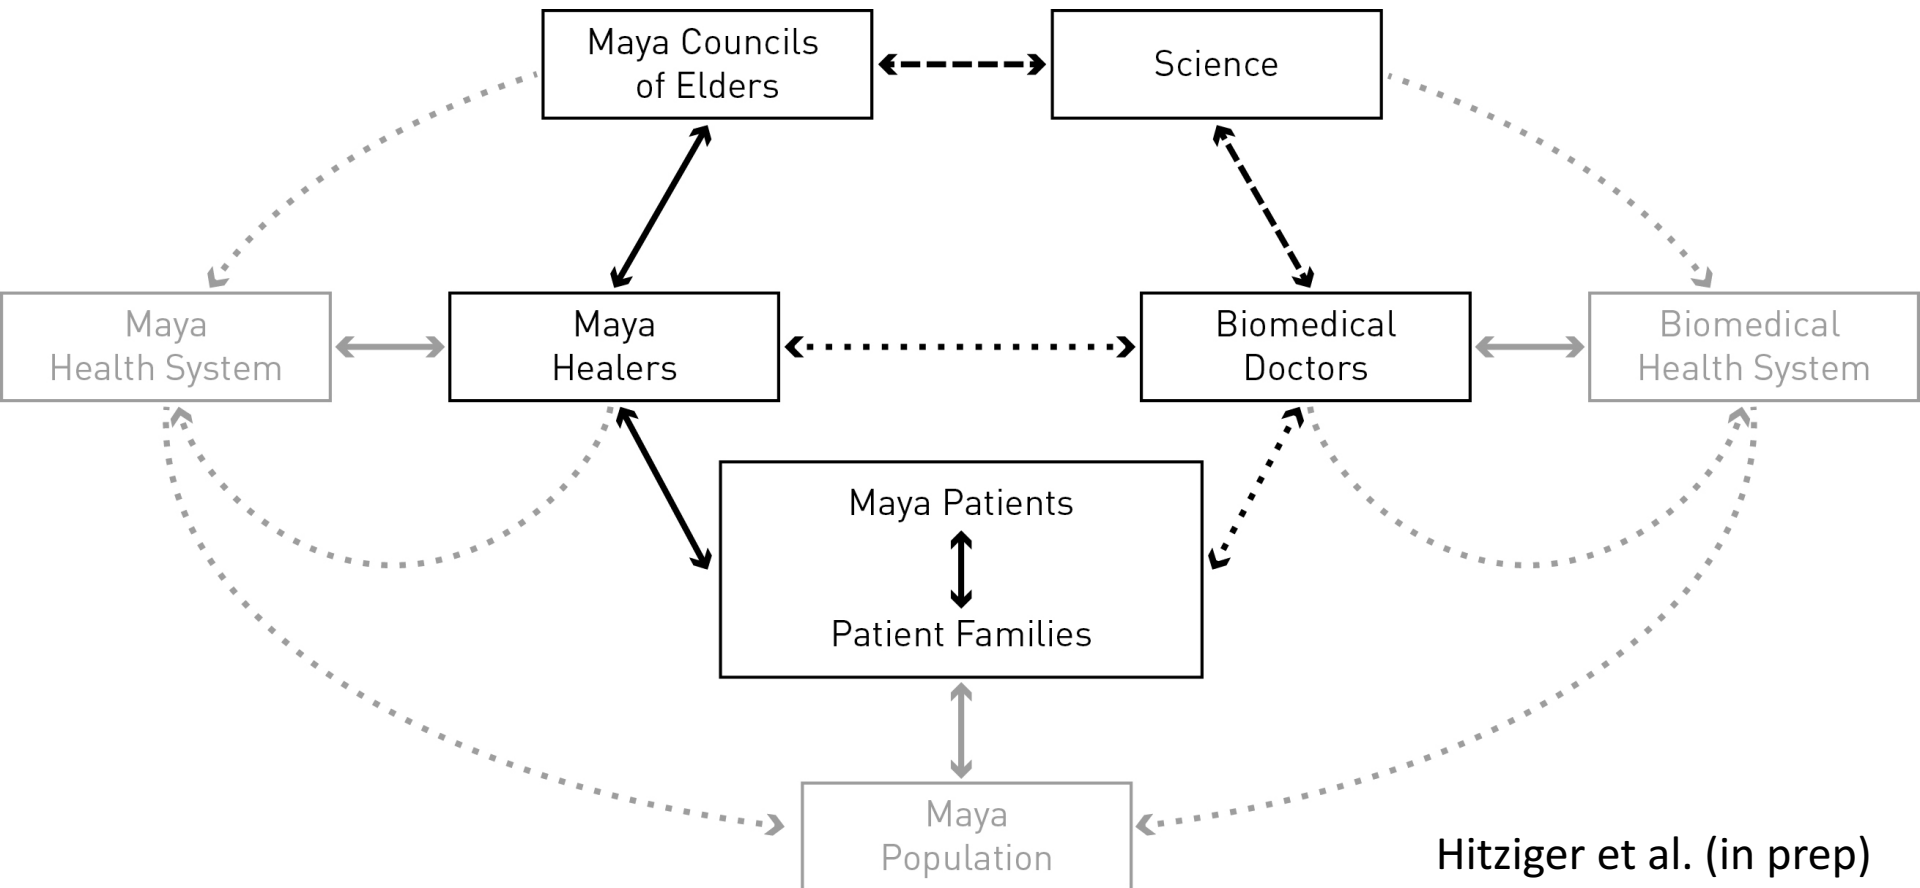 Maya Councils
of Elders
Science
Maya
Health System
Maya
Healers
Biomedical
Doctors
Biomedical
Health System
Maya Patients
Patient Families
Maya
Population
Hitziger et al. (in prep)